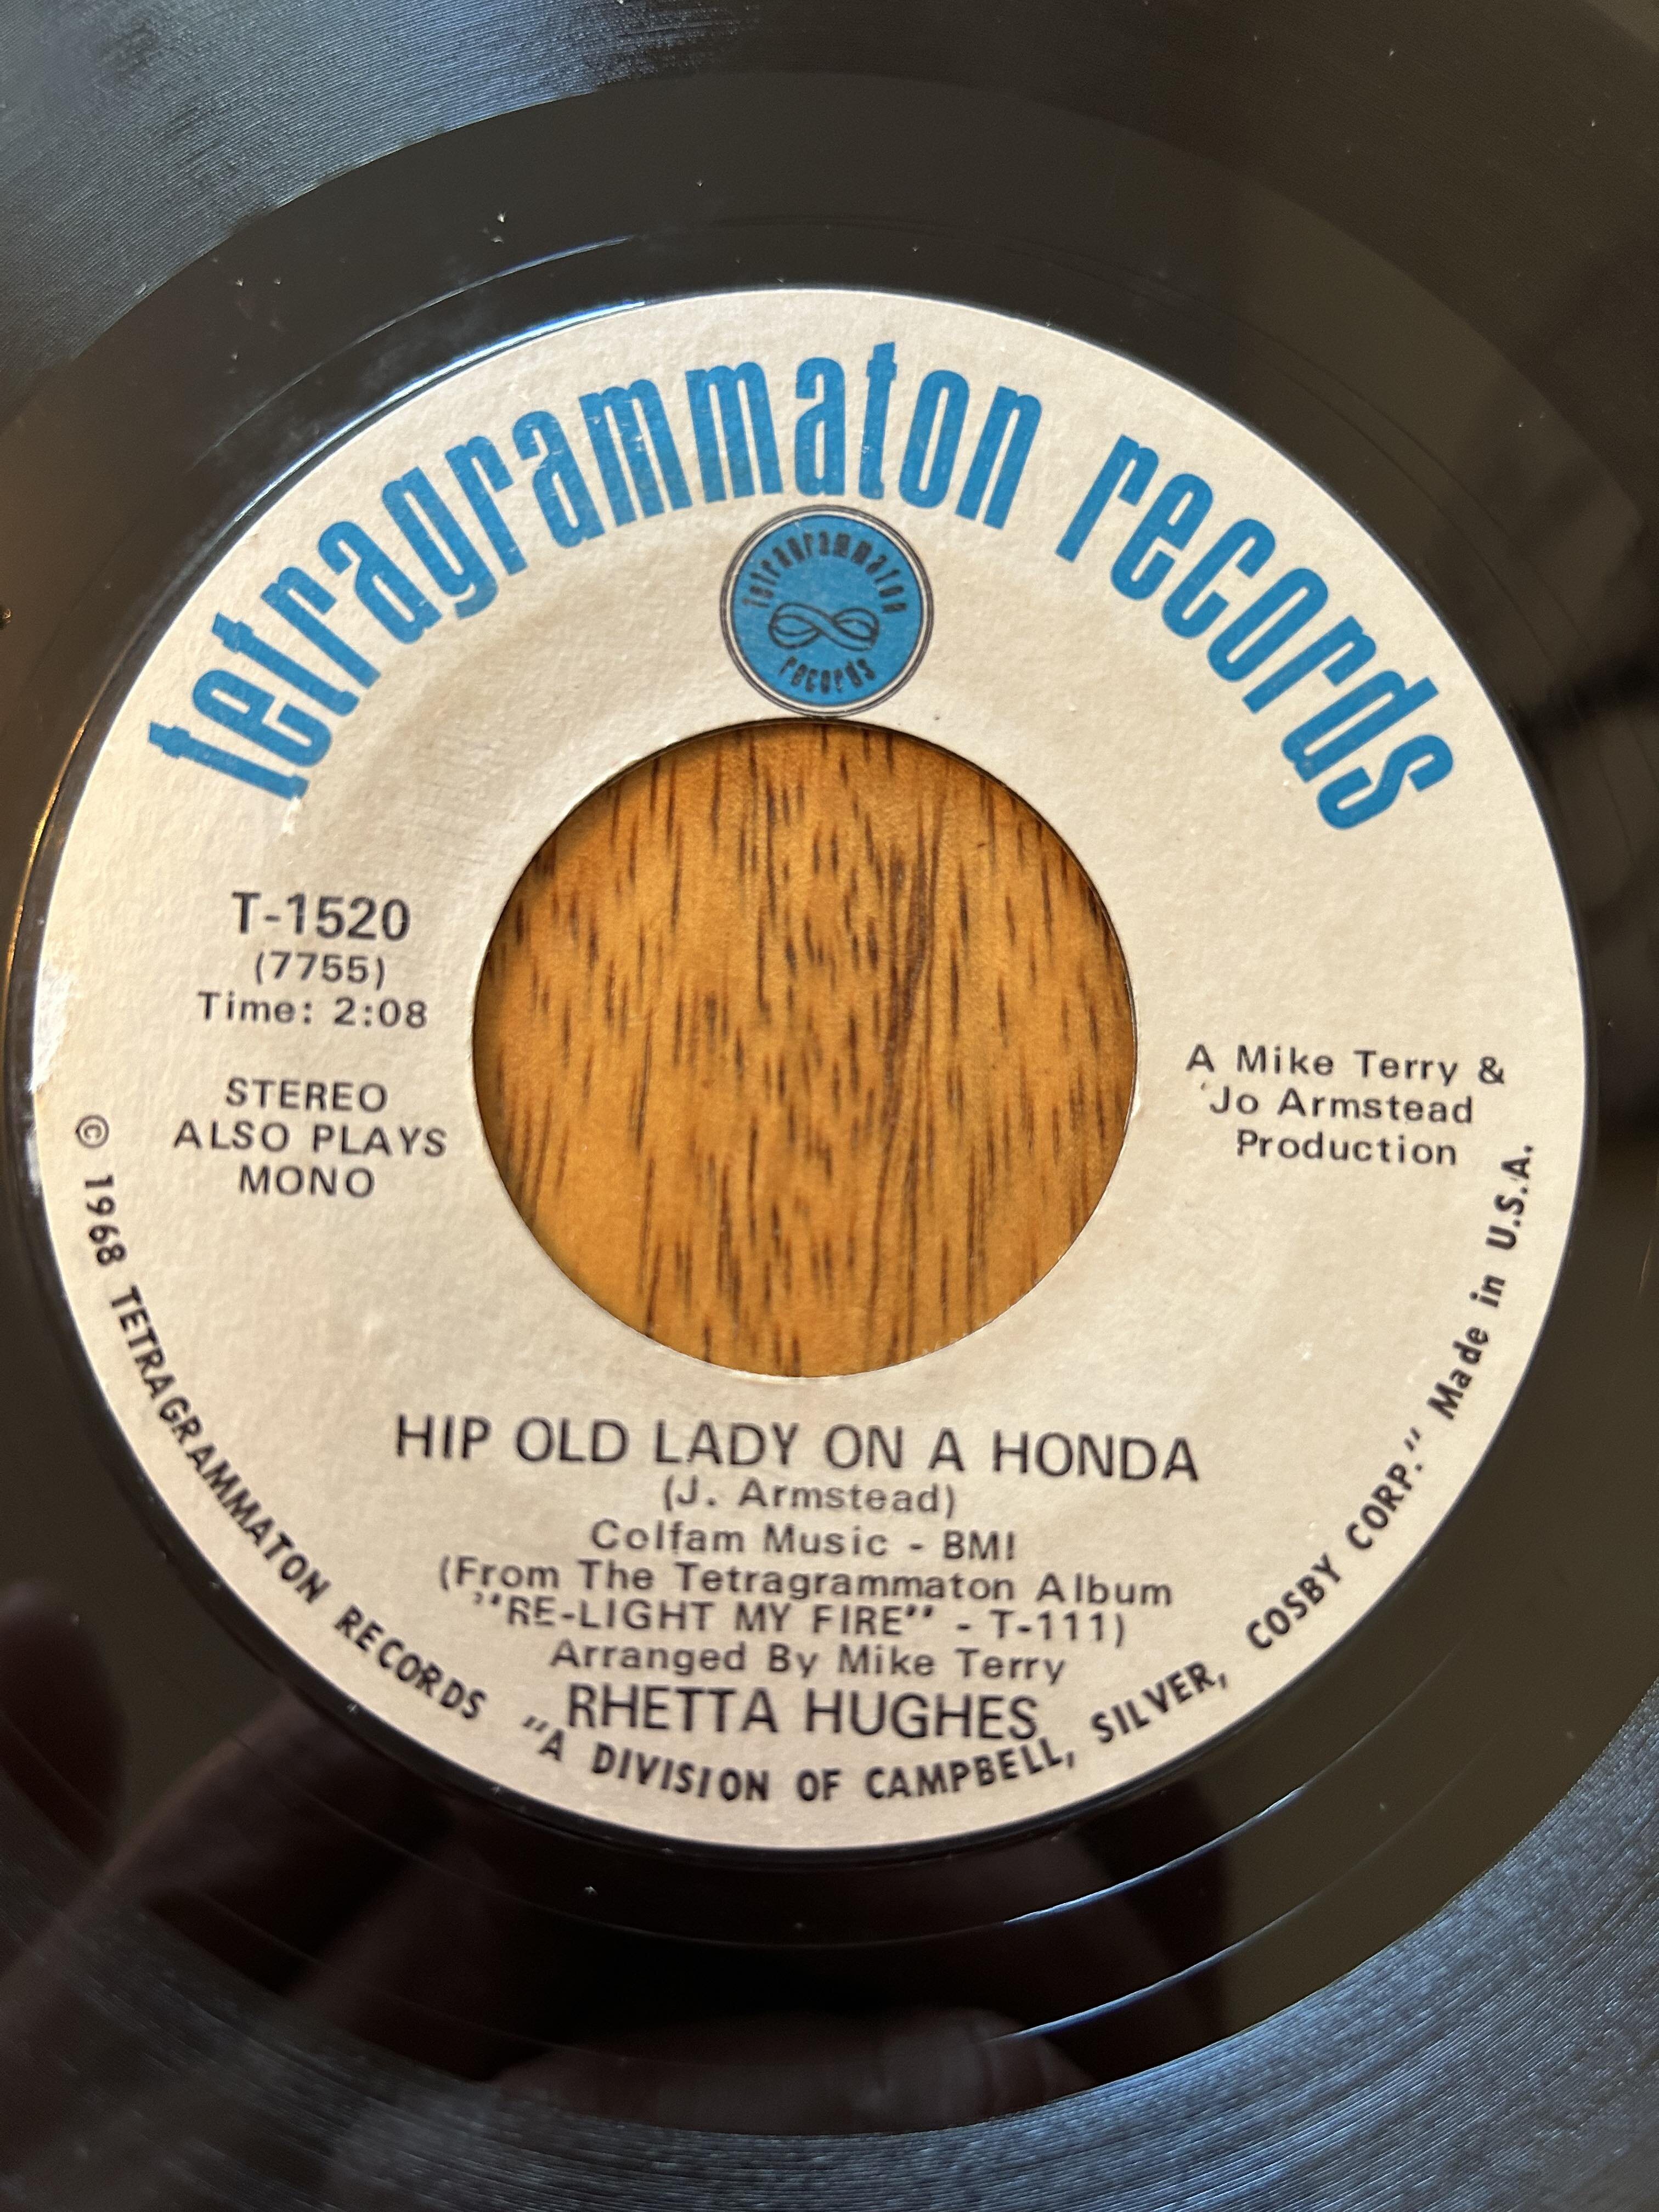 tetragrammaton records
tetragrammaton
records
T-1520
(7755)
Time: 2:08
STEREO
ALSO PLAYS
MONO
A Mike Terry &
Jo Armstead
Production
HIP OLD LADY ON A HONDA
(J. Armstead)
Colfam Music - BMI
(From The Tetragrammaton Album
"RE-LIGHT MY FIRE" - T-111)
Arranged By Mike Terry
RHETTA HUGHES
© 1968 TETRAGRAMMATON RECORDS "A DIVISION OF CAMPBELL, SILVER, COSBY CORP." Made in U.S.A.